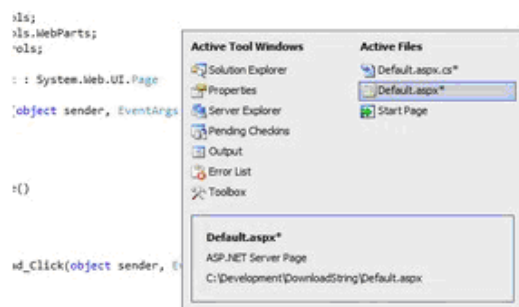 ols;
ols.WebParts;
rols;
: : System.Web.UI.Page
(object sender, EventArgs
e()
ad_Click(object sender, E
Active Tool Windows
Solution Explorer
Properties
Server Explorer
Pending Checkins
Output
Error List
Toolbox
Active Files
Default.aspx.cs*
Default.aspx*
Start Page
Default.aspx*
ASP.NET Server Page
C:\Development\DownloadString\Default.aspx